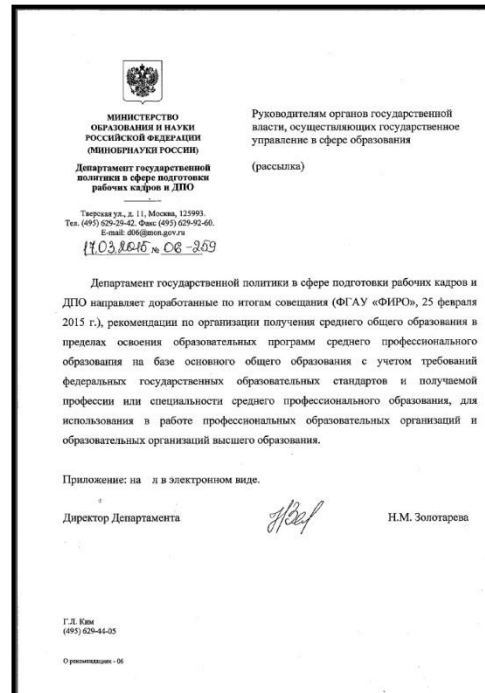 МИНИСТЕРСТВО
ОБРАЗОВАНИЯ И НАУКИ
РОССИЙСКОЙ ФЕДЕРАЦИИ
(МИНОБРНАУКИ РОССИИ)
Департамент государственной
политики в сфере подготовки
рабочих кадров и ДПО
Тверская ул., д. 11, Москва, 125993.
Тел. (495) 629-29-42. Факс (495) 629-92-60.
E-mail: d06@mon.gov.ru
17.03.2015 № 06-259
Руководителям органов государственной
власти, осуществляющих государственное
управление в сфере образования
(рассылка)
Департамент государственной политики в сфере подготовки рабочих кадров и
ДПО направляет доработанные по итогам совещания (ФГАУ «ФИРО», 25 февраля
2015 г.), рекомендации по организации получения среднего общего образования в
пределах освоения образовательных программ среднего профессионального
образования на базе основного общего образования с учетом требований
федеральных государственных образовательных стандартов и получаемой
профессии или специальности среднего профессионального образования, для
использования в работе профессиональных образовательных организаций и
образовательных организаций высшего образования.
Приложение: на л в электронном виде.
Директор Департамента
Н.М. Золотарева
Г.Л. Ким
(495) 629-44-05
О рекомендациях - 06